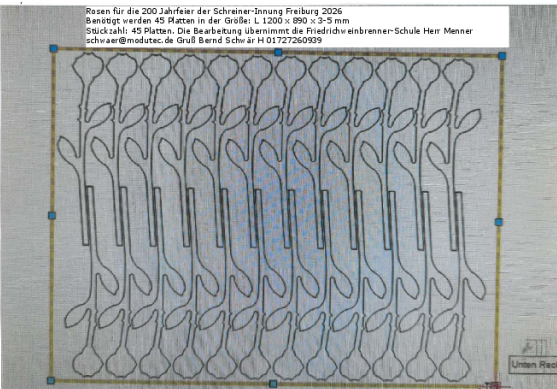 Rosen für die 200 Jahrfeier der Schreiner-Innung Freiburg 2026
Benötigt werden 45 Platten in der Größe: L 1200 x 890 x 3-5 mm
Stückzahl: 45 Platten. Die Bearbeitung übernimmt die Friedrichweinbrenner-Schule Herr Menner
schwaer@modutec.de Gruß Bernd Schwär H 01727260939
Unten Rec